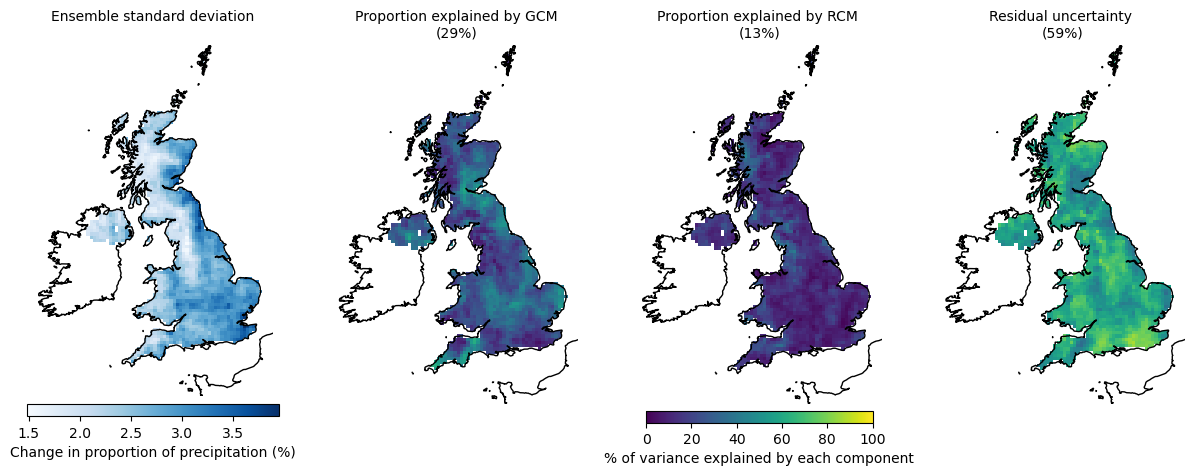 Ensemble standard deviation
Proportion explained by GCM
(29%)
Proportion explained by RCM
(13%)
Residual uncertainty
(59%)
1.5 2.0 2.5 3.0 3.5
Change in proportion of precipitation (%)
0 20 40 60 80 100
% of variance explained by each component